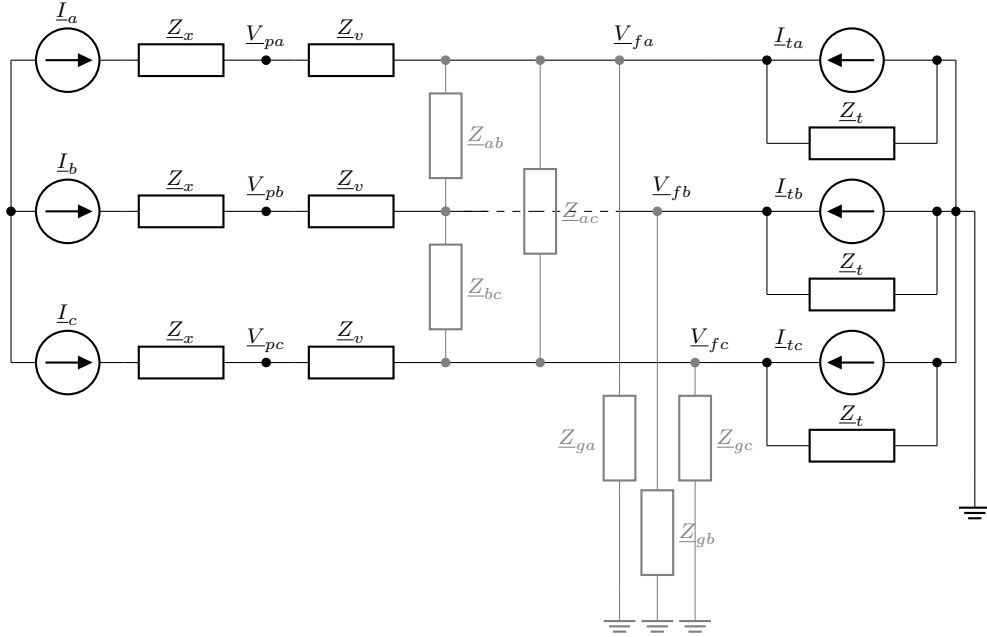 I_a Z_x V_pa Z_v V_fa I_ta
Z_t
Z_ab
I_b Z_x V_pb Z_v V_fb I_tb
Z_ac
Z_t
Z_bc
I_c Z_x V_pc Z_v V_fc I_tc
Z_t
Z_ga Z_gc
Z_gb